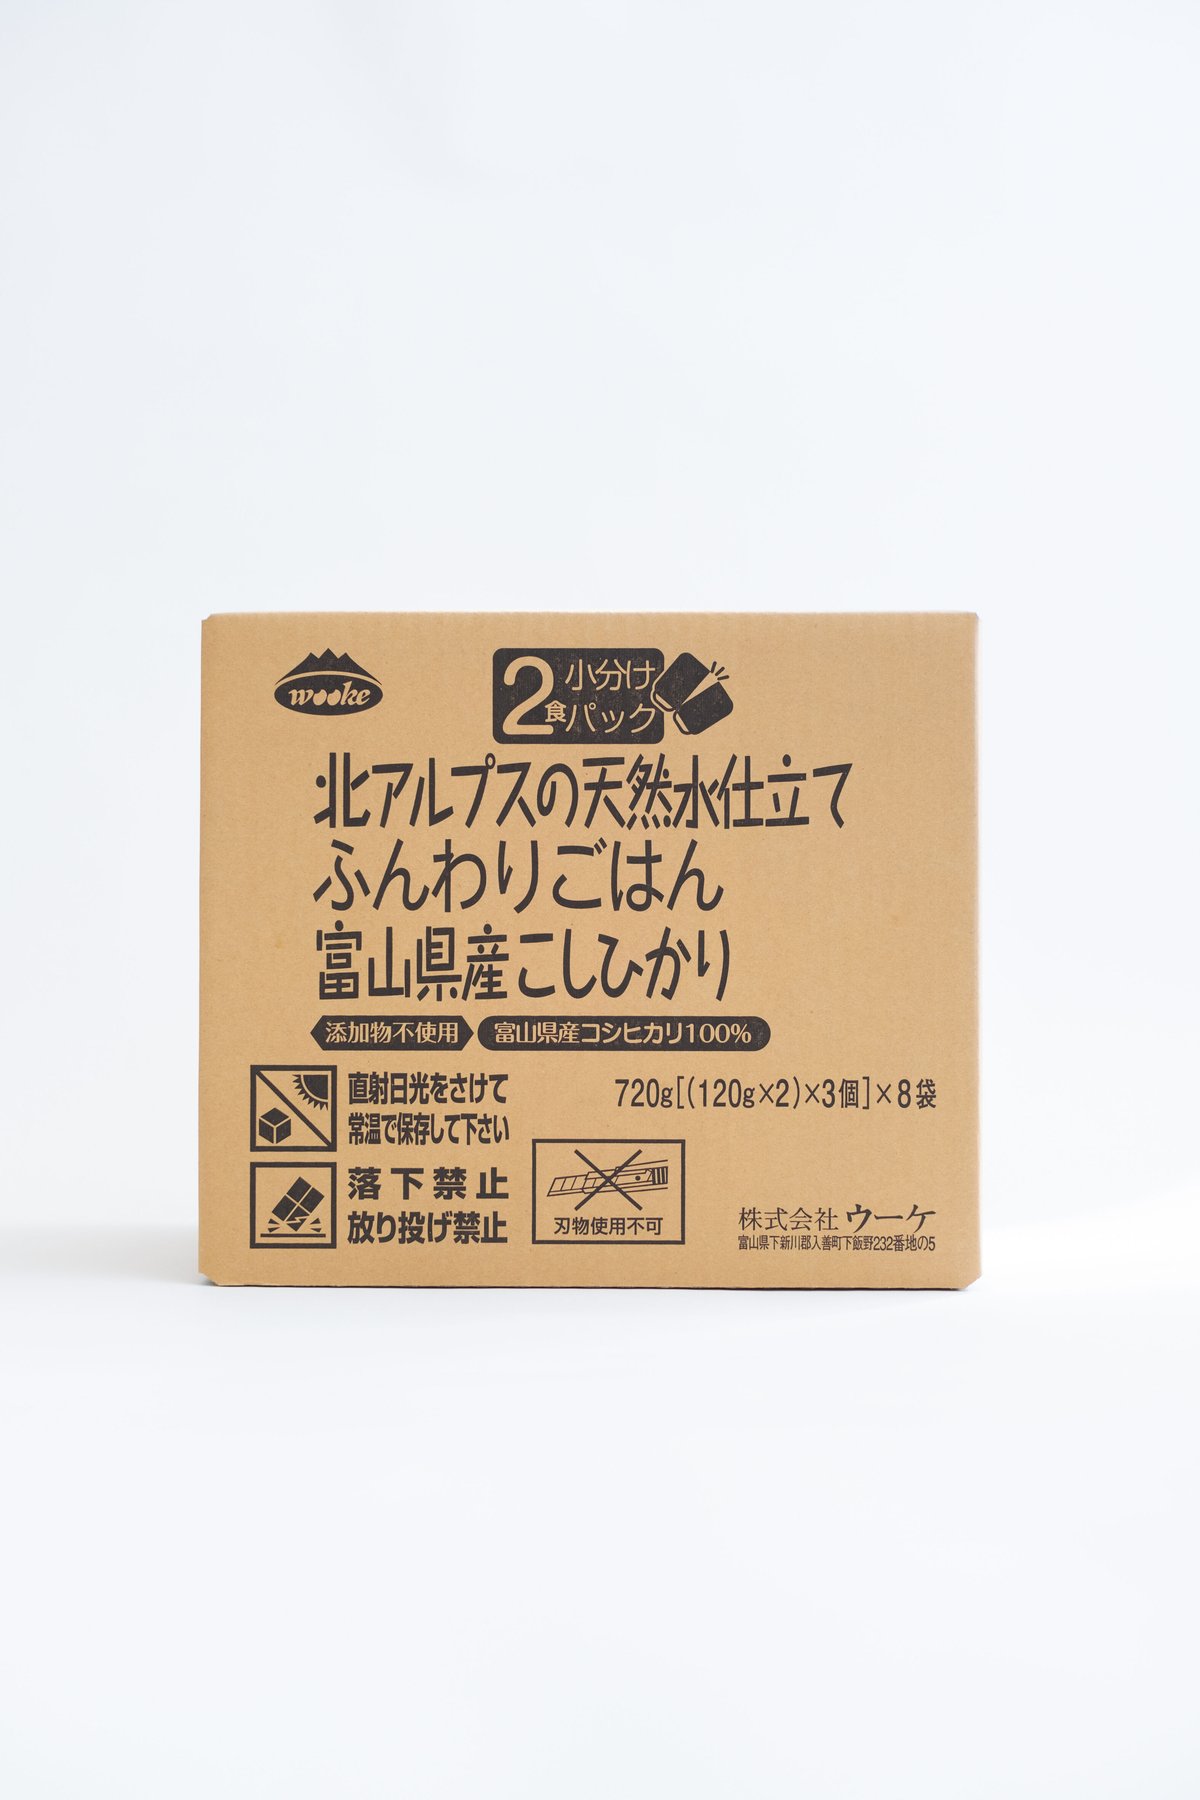 wooke
2食 小分けパック
北アルプスの天然水仕立て
ふんわりごはん
富山県産こしひかり
添加物不使用 富山県産コシヒカリ100%
直射日光をさけて
常温で保存して下さい
720g[(120g×2)×3個]×8袋
落下禁止
放り投げ禁止
刃物使用不可
株式会社 ウーケ
富山県下新川郡入善町下飯野232番地の5